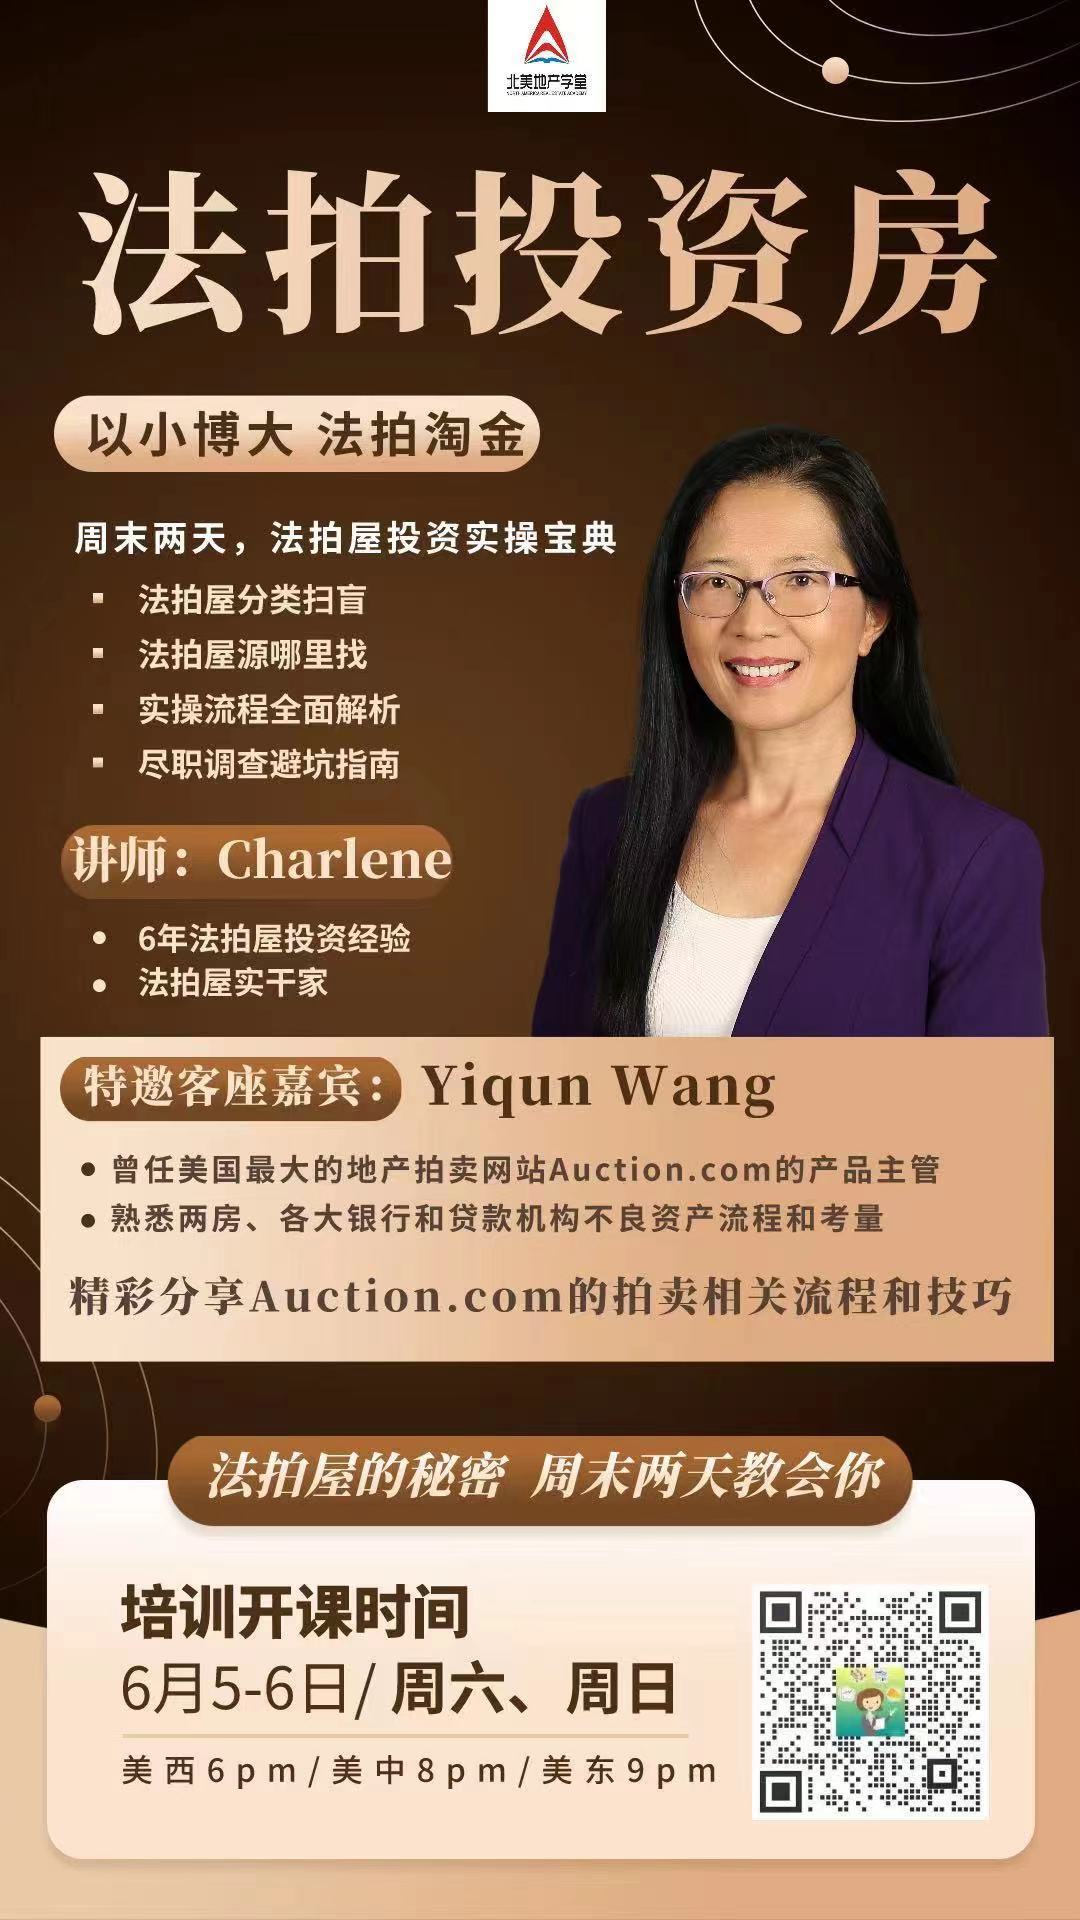 北美地产学堂
NORTH AMERICA REAL ESTATE ACADEMY
法拍投资房
以小博大 法拍淘金
周末两天，法拍屋投资实操宝典
法拍屋分类扫盲
法拍屋源哪里找
实操流程全面解析
尽职调查避坑指南
讲师：Charlene
6年法拍屋投资经验
法拍屋实干家
特邀客座嘉宾：Yiqun Wang
曾任美国最大的地产拍卖网站Auction.com的产品主管
熟悉两房、各大银行和贷款机构不良资产流程和考量
精彩分享Auction.com的拍卖相关流程和技巧
法拍屋的秘密 周末两天教会你
培训开课时间
6月5-6日/周六、周日
美西6pm/美中8pm/美东9pm